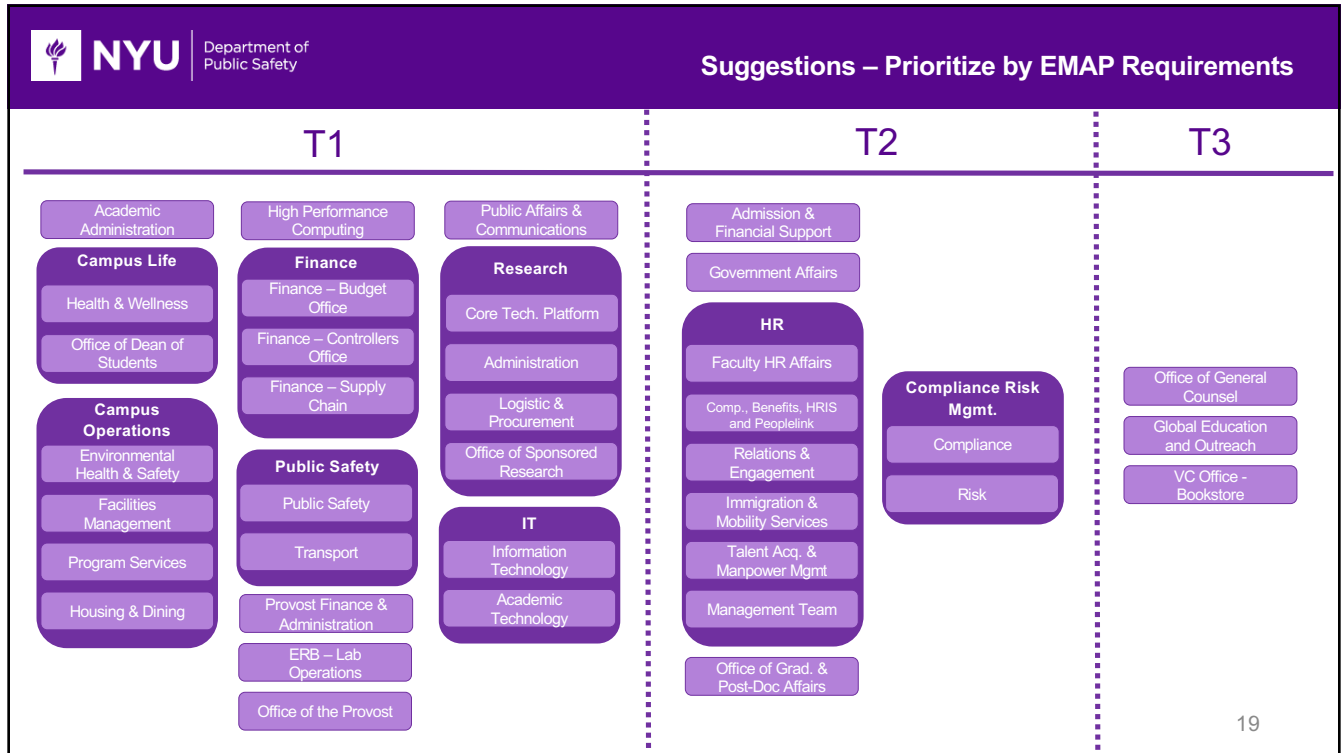 NYU
Department of
Public Safety
Suggestions – Prioritize by EMAP Requirements
T1
T2
T3
Academic
Administration
Campus Life
Health & Wellness
Office of Dean of
Students
Campus
Operations
Environmental
Health & Safety
Facilities
Management
Program Services
Housing & Dining
High Performance
Computing
Finance
Finance – Budget
Office
Finance – Controllers
Office
Finance – Supply
Chain
Public Safety
Public Safety
Transport
Provost Finance &
Administration
ERB – Lab
Operations
Office of the Provost
Public Affairs &
Communications
Research
Core Tech. Platform
Administration
Logistic &
Procurement
Office of Sponsored
Research
IT
Information
Technology
Academic
Technology
Admission &
Financial Support
Government Affairs
HR
Faculty HR Affairs
Comp., Benefits, HRIS
and Peoplelink
Relations &
Engagement
Immigration &
Mobility Services
Talent Acq. &
Manpower Mgmt
Management Team
Office of Grad. &
Post-Doc Affairs
Compliance Risk
Mgmt.
Compliance
Risk
Office of General
Counsel
Global Education
and Outreach
VC Office -
Bookstore
19